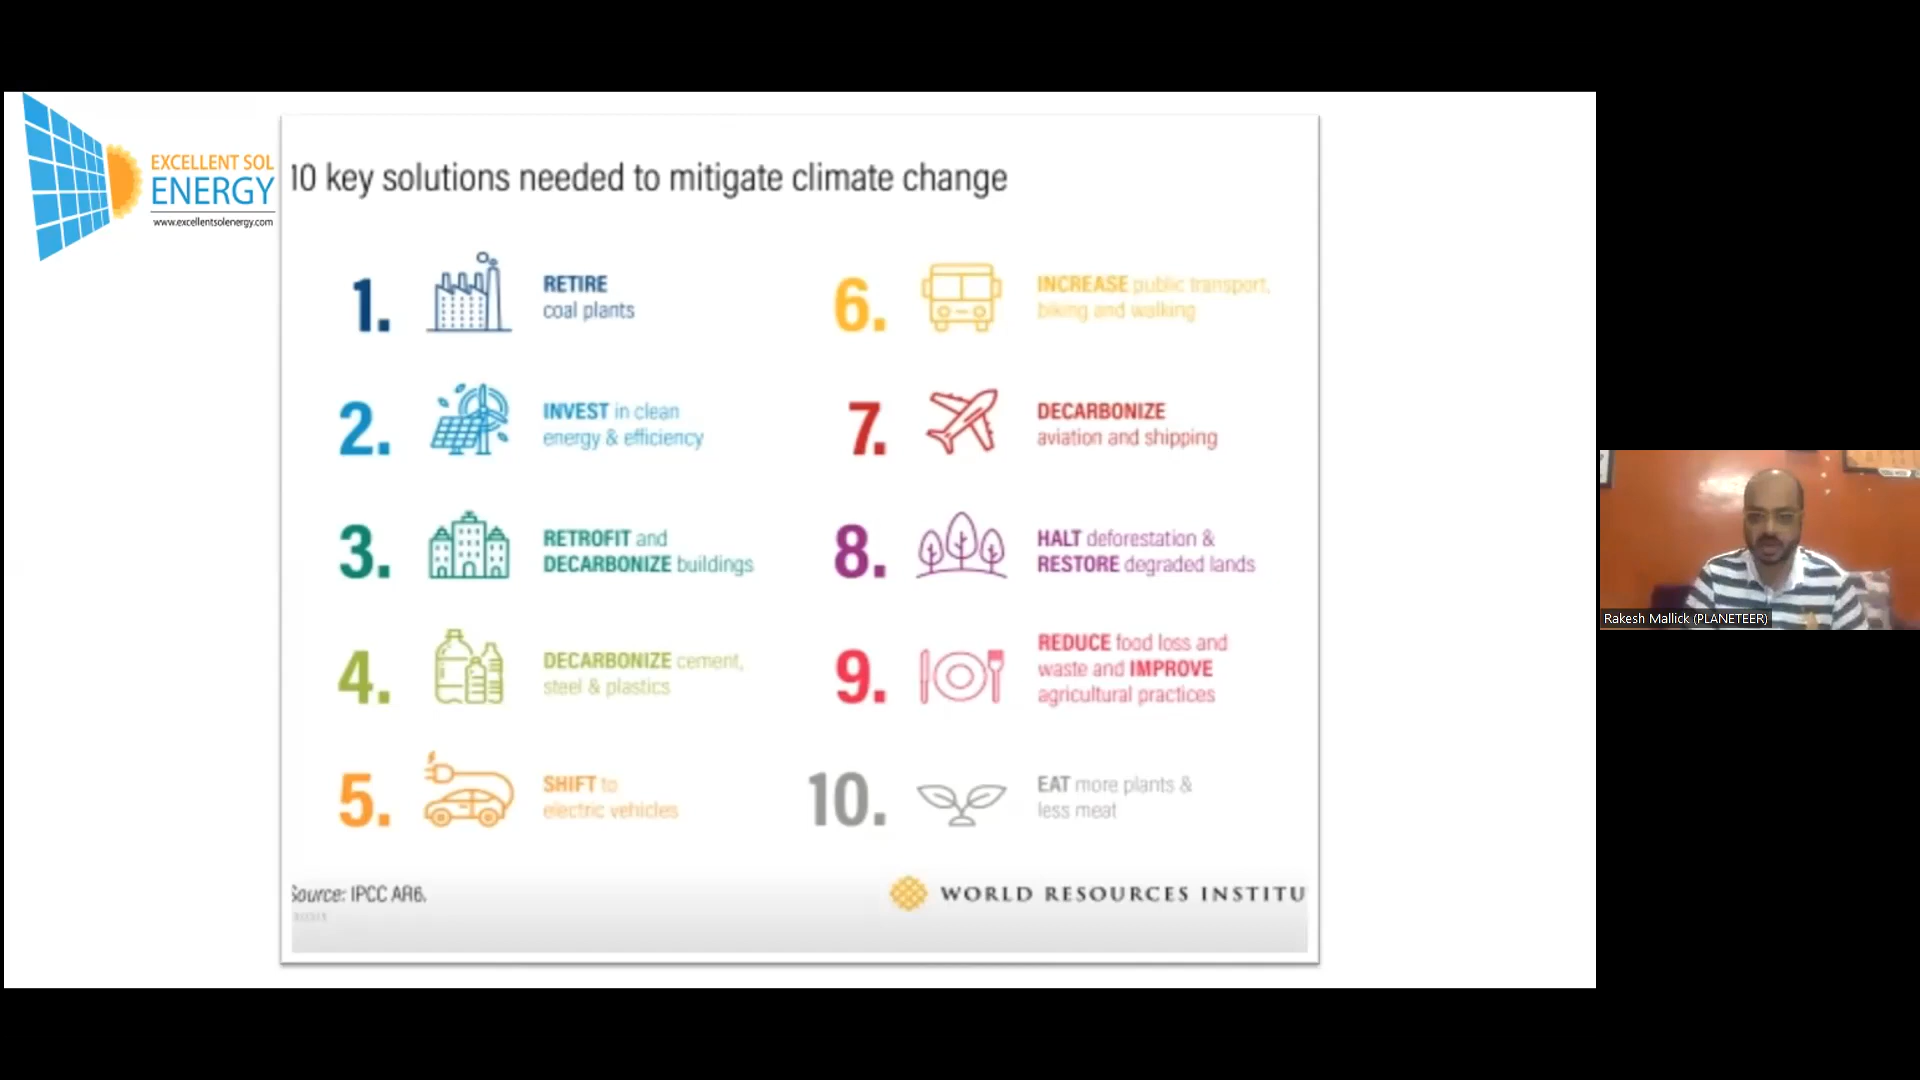 EXCELLENT SOL
ENERGY
www.excellentsolenergy.com
10 key solutions needed to mitigate climate change
1.
RETIRE
coal plants
2.
INVEST in clean
energy & efficiency
3.
RETROFIT and
DECARBONIZE buildings
4.
DECARBONIZE cement,
steel & plastics
5.
SHIFT to
electric vehicles
6.
INCREASE public transport,
biking and walking
7.
DECARBONIZE
aviation and shipping
8.
HALT deforestation &
RESTORE degraded lands
9.
REDUCE food loss and
waste and IMPROVE
agricultural practices
10.
EAT more plants &
less meat
Source: IPCC AR6.
WORLD RESOURCES INSTITU
Rakesh Mallick (PLANETEER)